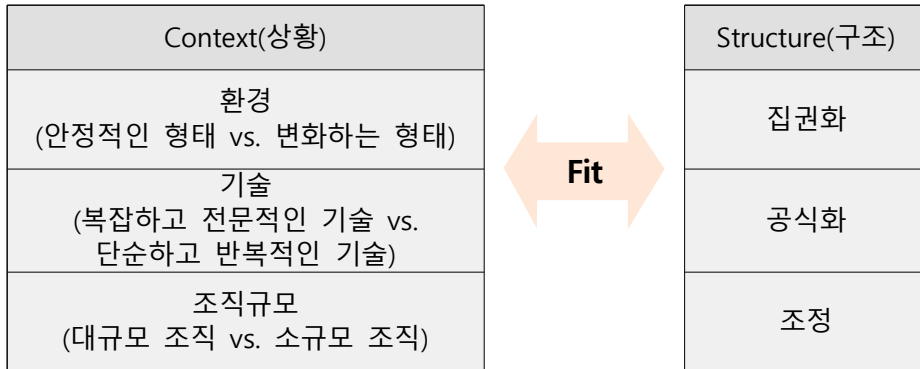 Context(상황)
환경
(안정적인 형태 vs. 변화하는 형태)
기술
(복잡하고 전문적인 기술 vs.
단순하고 반복적인 기술)
조직규모
(대규모 조직 vs. 소규모 조직)
Fit
Structure(구조)
집권화
공식화
조정